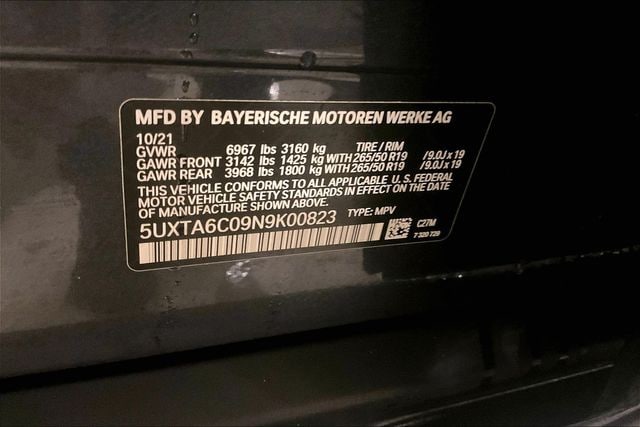 MFD BY BAYERISCHE MOTOREN WERKE AG
10/21
GVWR 6967 lbs 3160 kg TIRE / RIM
GAWR FRONT 3142 lbs 1425 kg WITH 265/50 R19 /9.0J x 19
GAWR REAR 3968 lbs 1800 kg WITH 265/50 R19 /9.0J x 19
THIS VEHICLE CONFORMS TO ALL APPLICABLE U.S. FEDERAL
MOTOR VEHICLE SAFETY STANDARDS IN EFFECT ON THE DATE
OF MANUFACTURE SHOWN ABOVE.
5UXTA6C09N9K00823 TYPE: MPV
C27M
7 320 729